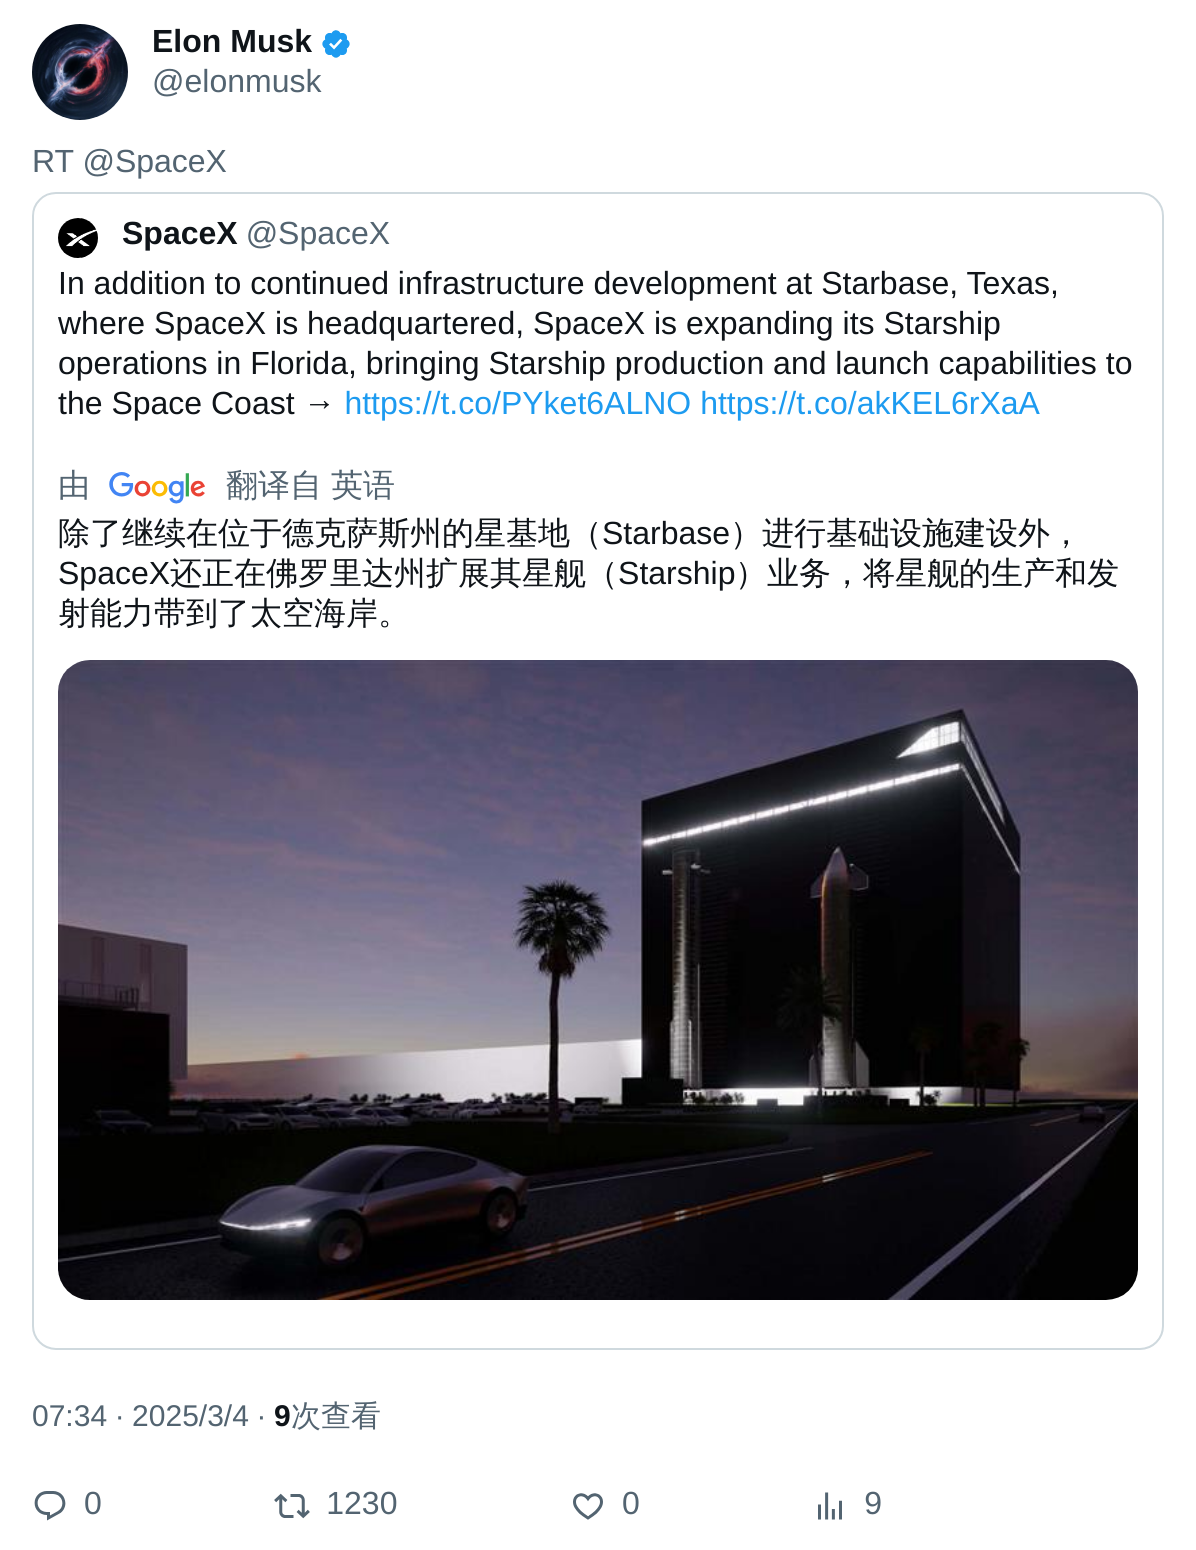 Elon Musk
@elonmusk
RT @SpaceX
SpaceX @SpaceX
In addition to continued infrastructure development at Starbase, Texas,
where SpaceX is headquartered, SpaceX is expanding its Starship
operations in Florida, bringing Starship production and launch capabilities to
the Space Coast → https://t.co/PYket6ALNO https://t.co/akKEL6rXaA
由 Google 翻译自 英语
除了继续在位于德克萨斯州的星基地（Starbase）进行基础设施建设外，
SpaceX还正在佛罗里达州扩展其星舰（Starship）业务，将星舰的生产和发
射能力带到了太空海岸。
07:34 · 2025/3/4 · 9次查看
0 1230 0 9